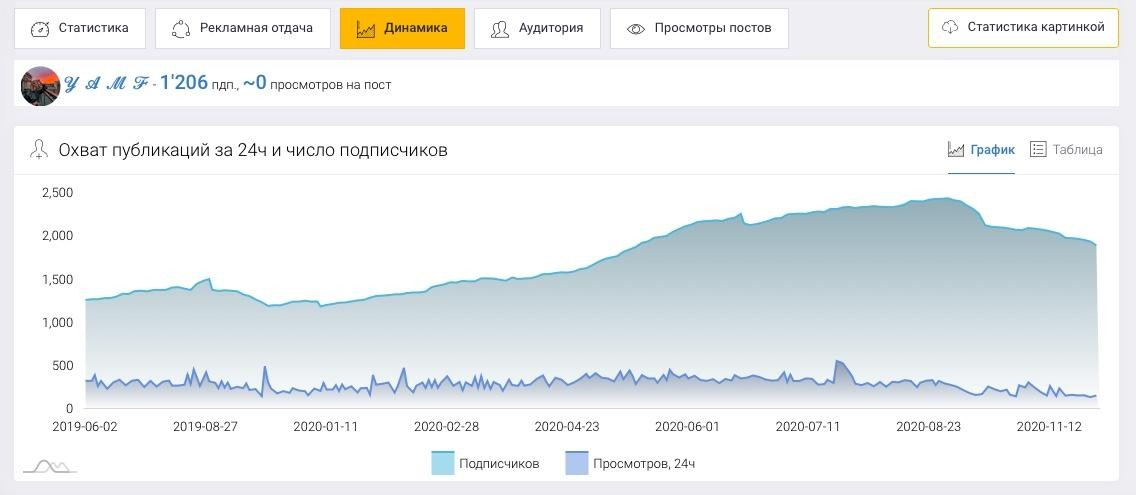 Статистика
Рекламная отдача
Динамика
Аудитория
Просмотры постов
Статистика картинкой
𝒴 𝒜 ℳ ℱ - 1'206 пдп., ~0 просмотров на пост
Охват публикаций за 24ч и число подписчиков
График
Таблица
2,500
2,000
1,500
1,000
500
0
2019-06-02 2019-08-27 2020-01-11 2020-02-28 2020-04-23 2020-06-01 2020-07-11 2020-08-23 2020-11-12
Подписчиков
Просмотров, 24ч